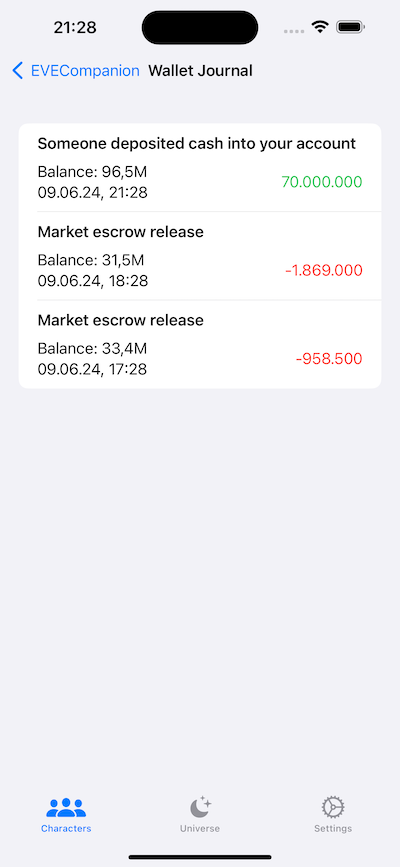 21:28
EVECompanion Wallet Journal
Someone deposited cash into your account
Balance: 96,5M
70.000.000
09.06.24, 21:28
Market escrow release
Balance: 31,5M
-1.869.000
09.06.24, 18:28
Market escrow release
Balance: 33,4M
-958.500
09.06.24, 17:28
Characters Universe Settings